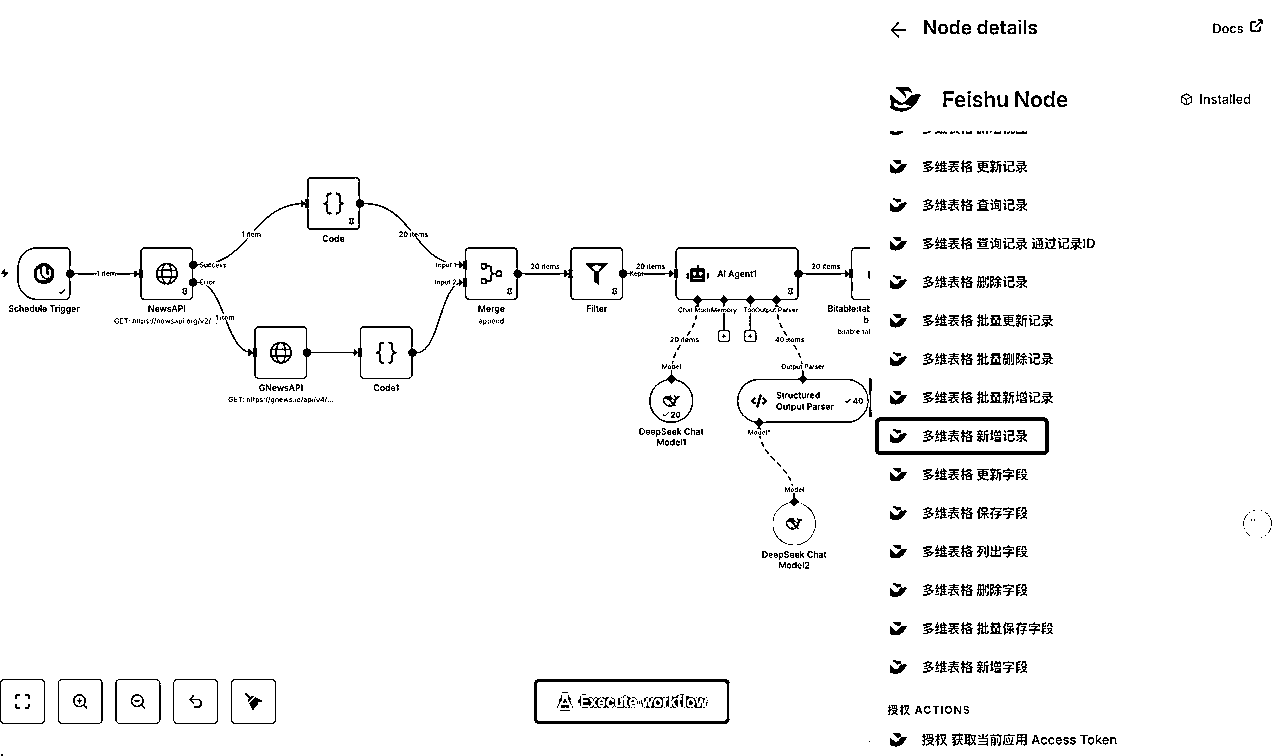 Node details
Docs
Feishu Node
Installed
多维表格 更新记录
多维表格 查询记录
多维表格 查询记录 通过记录ID
多维表格 删除记录
多维表格 批量更新记录
多维表格 批量删除记录
多维表格 批量新增记录
多维表格 新增记录
多维表格 更新字段
多维表格 保存字段
多维表格 列出字段
多维表格 删除字段
多维表格 批量保存字段
多维表格 新增字段
授权 ACTIONS
授权 获取当前应用 Access Token
Schedule Trigger
1 item
NewsAPI
GET: https://newsapi.org/v2/...
Success
Error
1 item
1 item
Code
20 items
GNewsAPI
GET: https://gnews.io/api/v4/...
Code1
Input 1
Input 2
Merge
append
20 items
Filter
Kept
20 items
AI Agent1
Chat Model
Memory
Tool
Output Parser
20 items
Bitable:tab
b
bitable:tal
20 items
Model
DeepSeek Chat
Model1
20
40 items
Output Parser
Structured
Output Parser
40
Model*
Model
DeepSeek Chat
Model2
Execute workflow